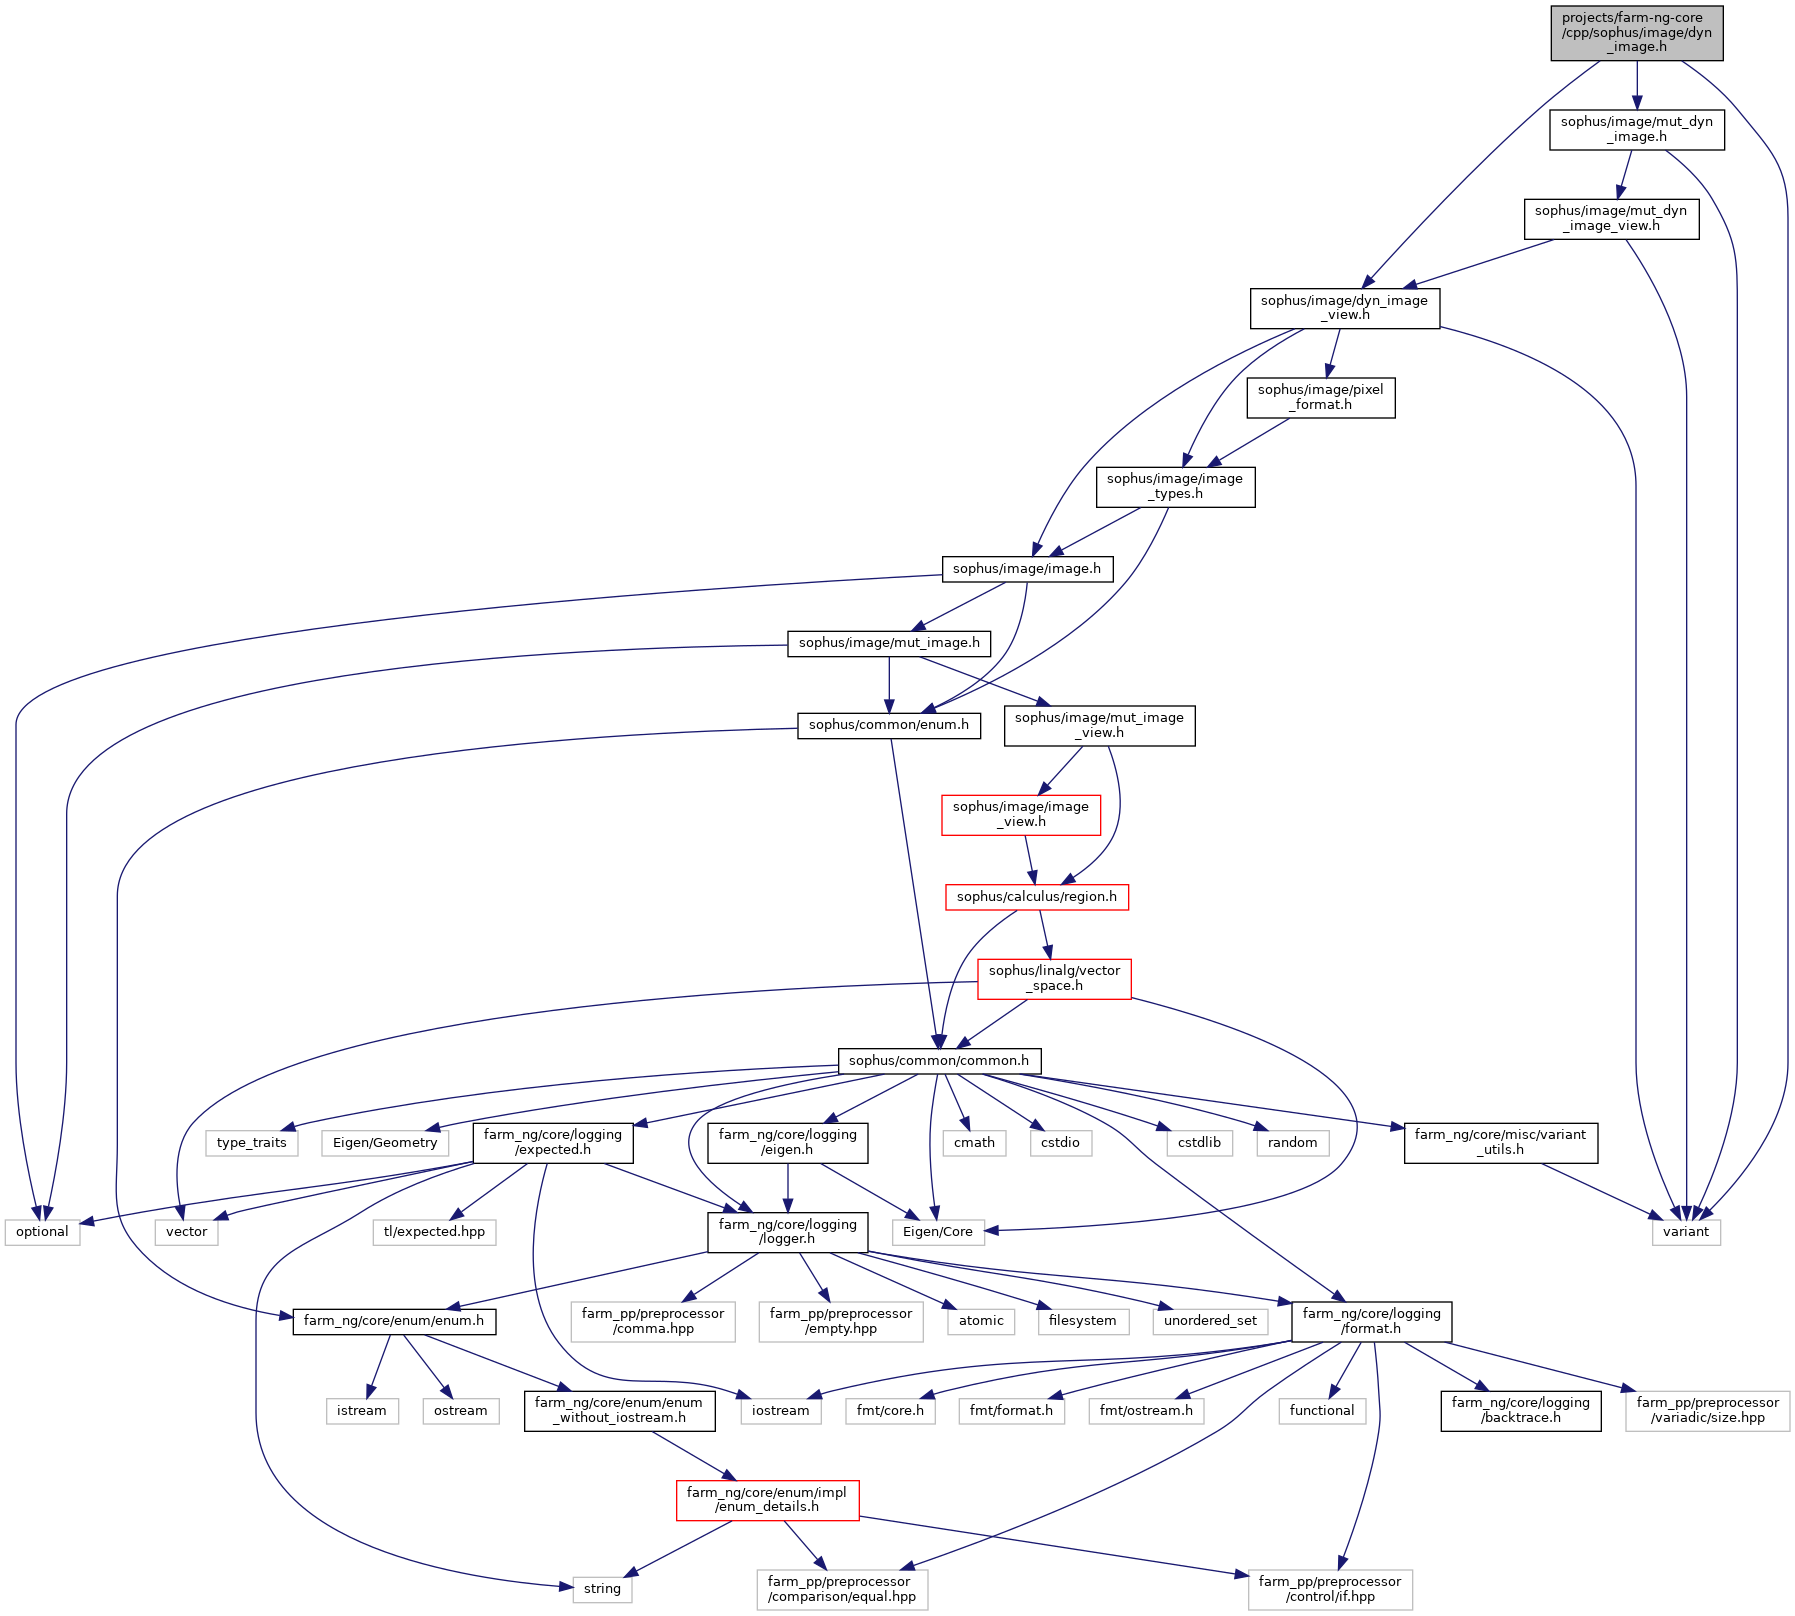 projects/farm-ng-core
/cpp/sophus/image/dyn
_image.h
sophus/image/mut_dyn
_image.h
sophus/image/mut_dyn
_image_view.h
sophus/image/dyn_image
_view.h
sophus/image/pixel
_format.h
sophus/image/image
_types.h
sophus/image/image.h
sophus/image/mut_image.h
sophus/common/enum.h
sophus/image/mut_image
_view.h
sophus/image/image
_view.h
sophus/calculus/region.h
sophus/linalg/vector
_space.h
sophus/common/common.h
type_traits
Eigen/Geometry
farm_ng/core/logging
/expected.h
farm_ng/core/logging
/eigen.h
cmath
cstdio
cstdlib
random
farm_ng/core/misc/variant
_utils.h
optional
vector
tl/expected.hpp
farm_ng/core/logging
/logger.h
Eigen/Core
variant
farm_ng/core/enum/enum.h
farm_pp/preprocessor
/comma.hpp
farm_pp/preprocessor
/empty.hpp
atomic
filesystem
unordered_set
farm_ng/core/logging
/format.h
istream
ostream
farm_ng/core/enum/enum
_without_iostream.h
iostream
fmt/core.h
fmt/format.h
fmt/ostream.h
functional
farm_ng/core/logging
/backtrace.h
farm_pp/preprocessor
/variadic/size.hpp
farm_ng/core/enum/impl
/enum_details.h
string
farm_pp/preprocessor
/comparison/equal.hpp
farm_pp/preprocessor
/control/if.hpp